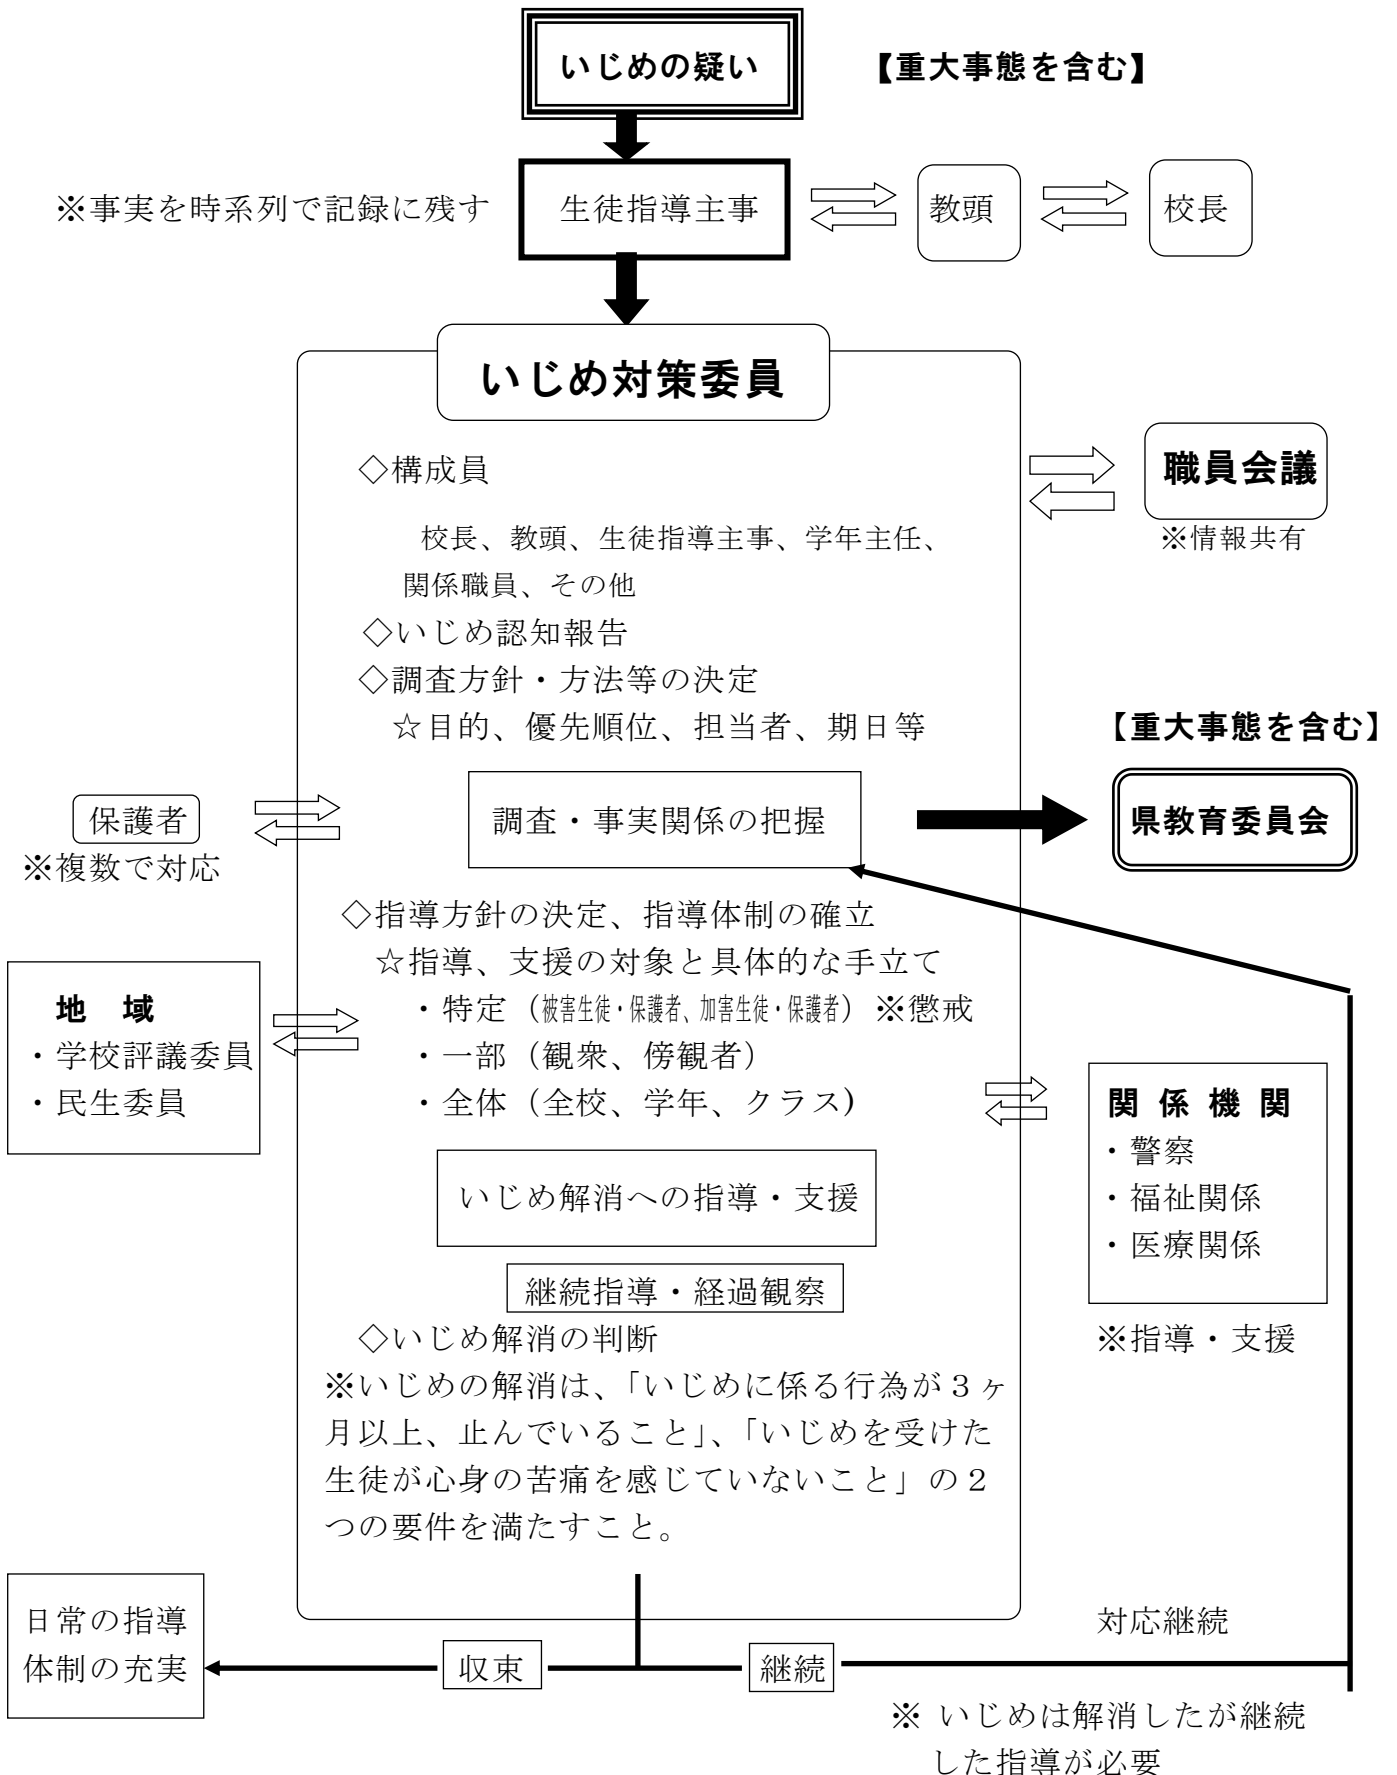 いじめの疑い
【重大事態を含む】
※事実を時系列で記録に残す
生徒指導主事
教頭
校長
いじめ対策委員
◇構成員
校長、教頭、生徒指導主事、学年主任、
関係職員、その他
◇いじめ認知報告
◇調査方針・方法等の決定
☆目的、優先順位、担当者、期日等
職員会議
※情報共有
【重大事態を含む】
保護者
※複数で対応
調査・事実関係の把握
県教育委員会
◇指導方針の決定、指導体制の確立
☆指導、支援の対象と具体的な手立て
・特定（被害生徒・保護者、加害生徒・保護者）※懲戒
・一部（観衆、傍観者）
・全体（全校、学年、クラス)
地　域
・学校評議委員
・民生委員
関 係 機 関
・警察
・福祉関係
・医療関係
※指導・支援
いじめ解消への指導・支援
継続指導・経過観察
◇いじめ解消の判断
※いじめの解消は、「いじめに係る行為が３ヶ
月以上、止んでいること」、「いじめを受けた
生徒が心身の苦痛を感じていないこと」の２
つの要件を満たすこと。
日常の指導
体制の充実
収束
継続
対応継続
※ いじめは解消したが継続
した指導が必要